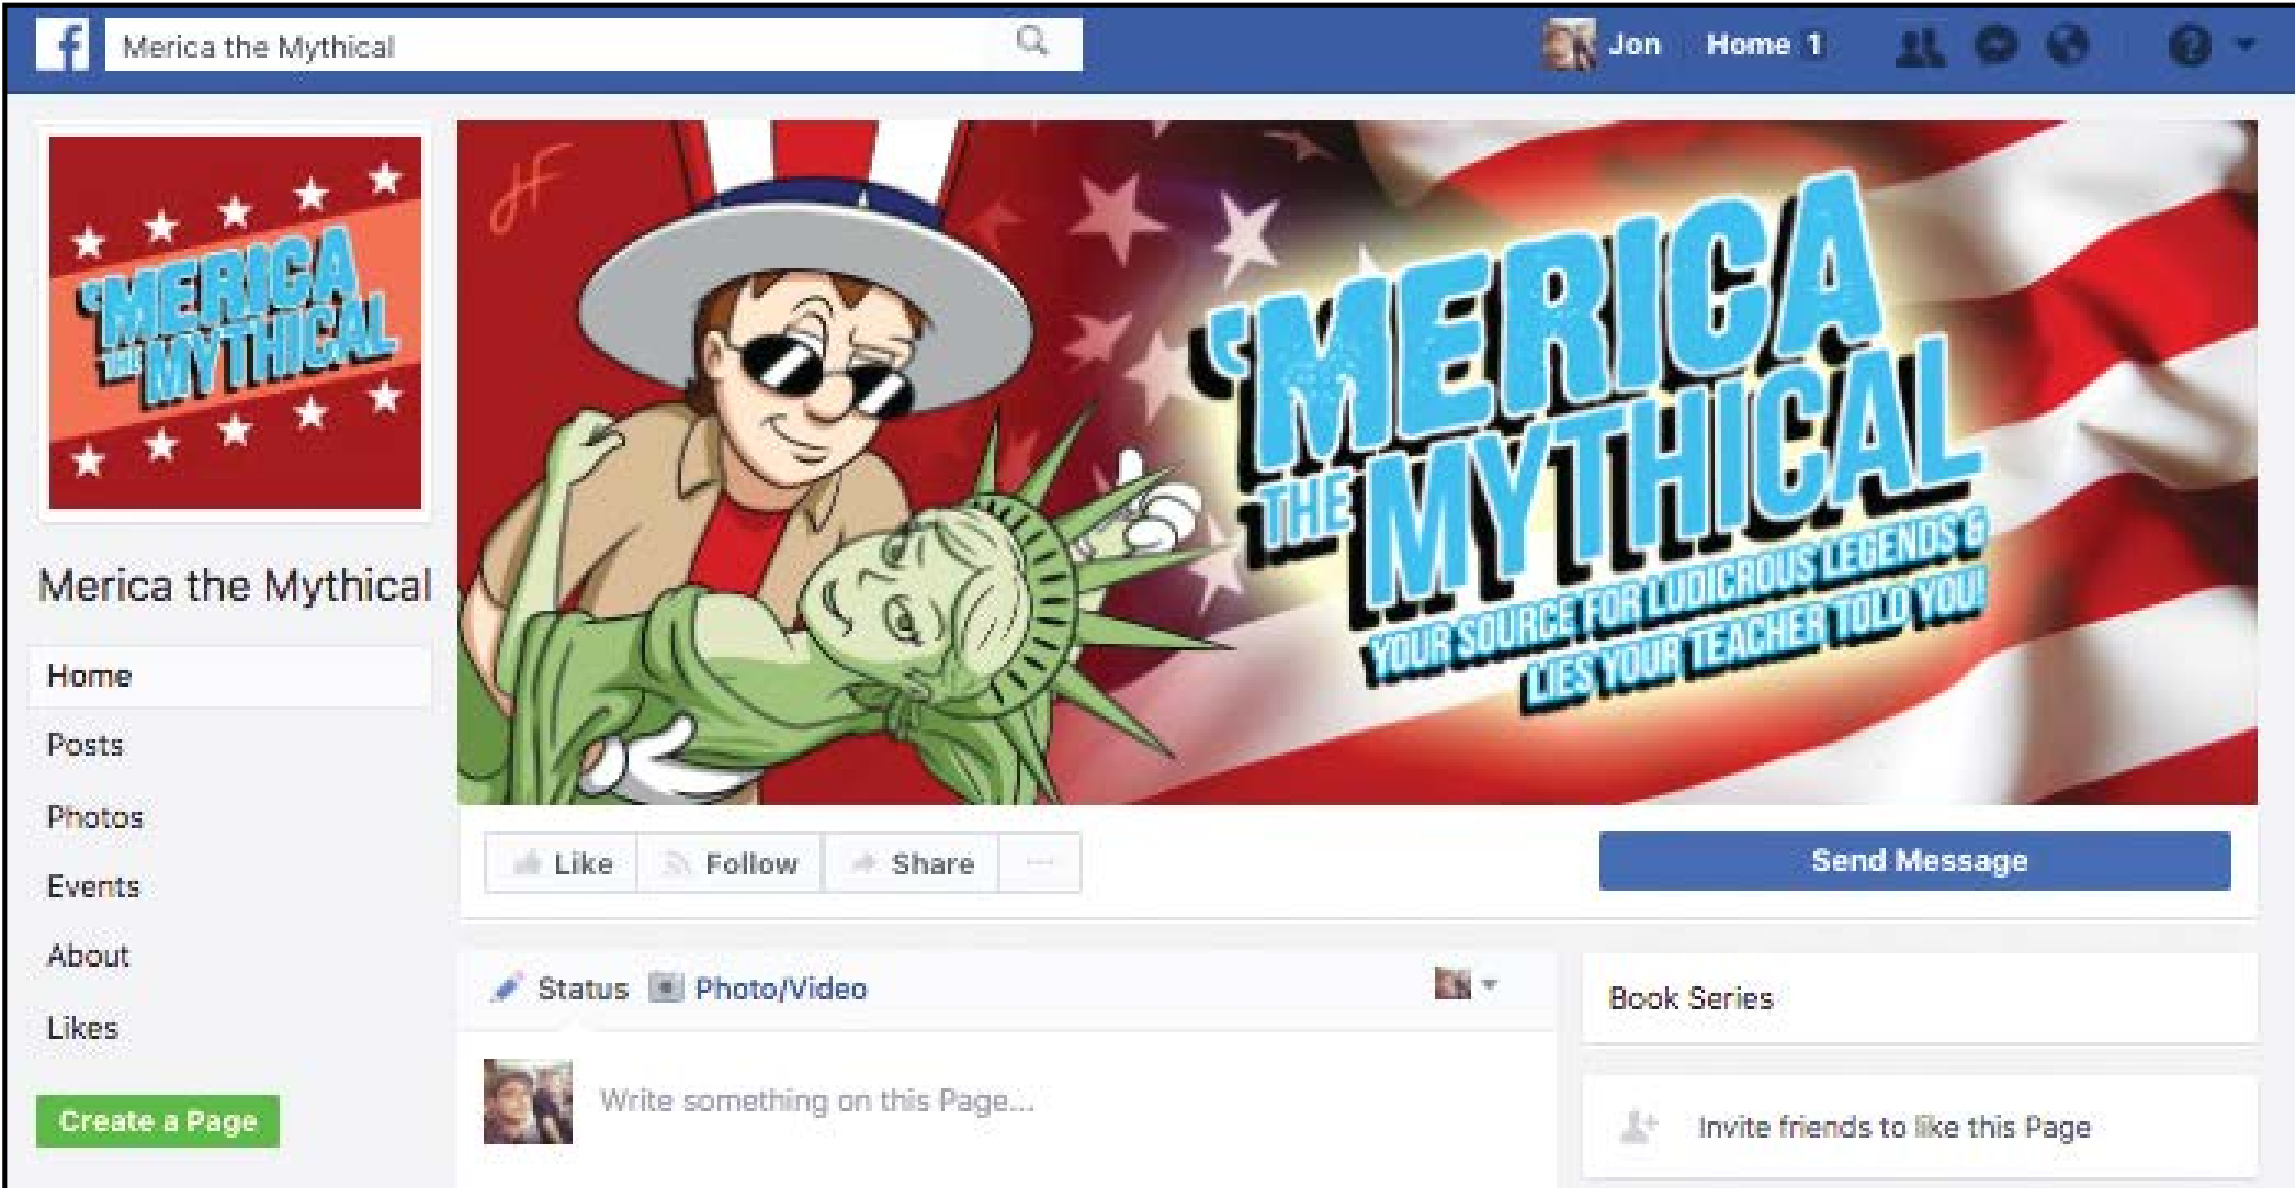 f
Merica the Mythical
Jon
Home 1
'MERICA
THE MYTHICAL
Merica the Mythical
Home
Posts
Photos
Events
About
Likes
Create a Page
JF
'MERICA
THE MYTHICAL
YOUR SOURCE FOR LUDICROUS LEGENDS &
LIES YOUR TEACHER TOLD YOU!
Like
Follow
Share
...
Send Message
Status
Photo/Video
Write something on this Page...
Book Series
Invite friends to like this Page